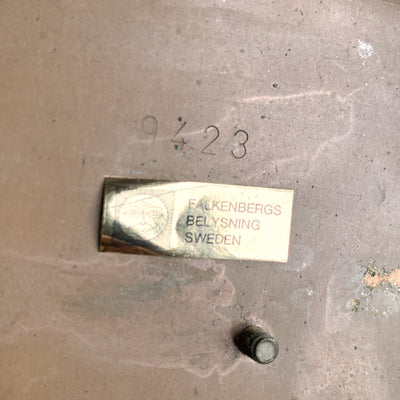 9423
FALKENBERGS
BELYSNING
SWEDEN